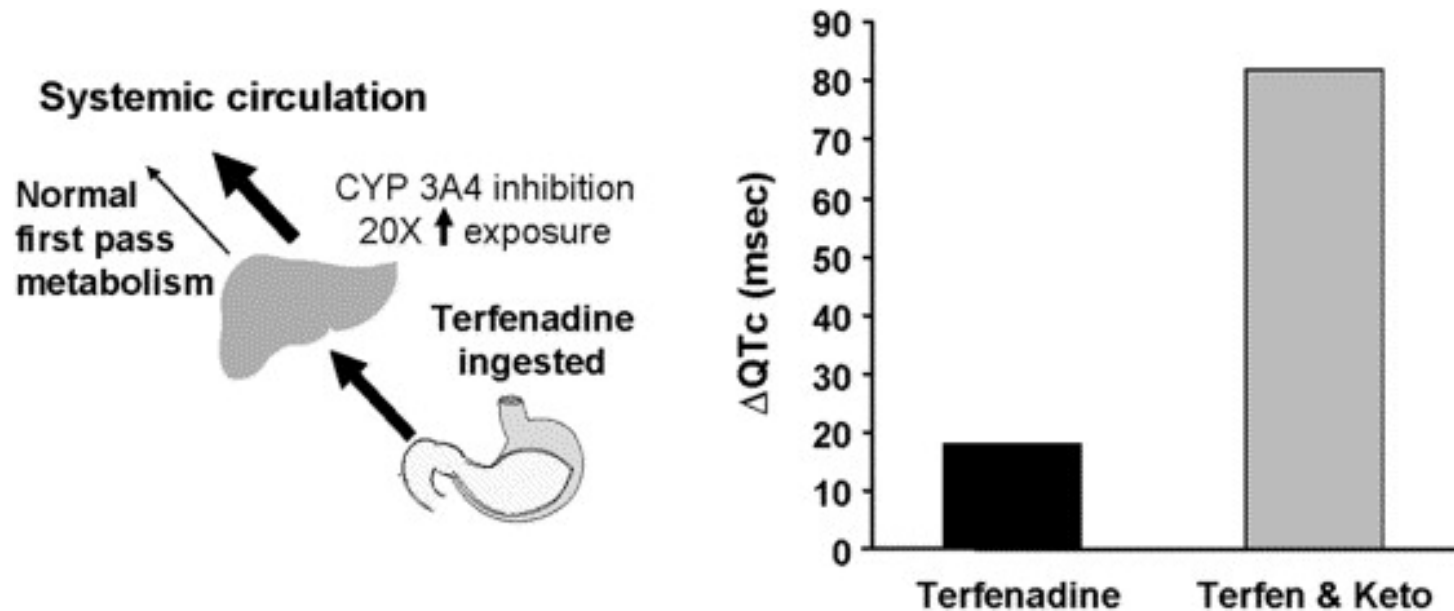 Systemic circulation
Normal
first pass
metabolism
CYP 3A4 inhibition
20X ↑ exposure
Terfenadine
ingested
ΔQTc (msec)
90
80
70
60
50
40
30
20
10
0
Terfenadine
Terfen & Keto